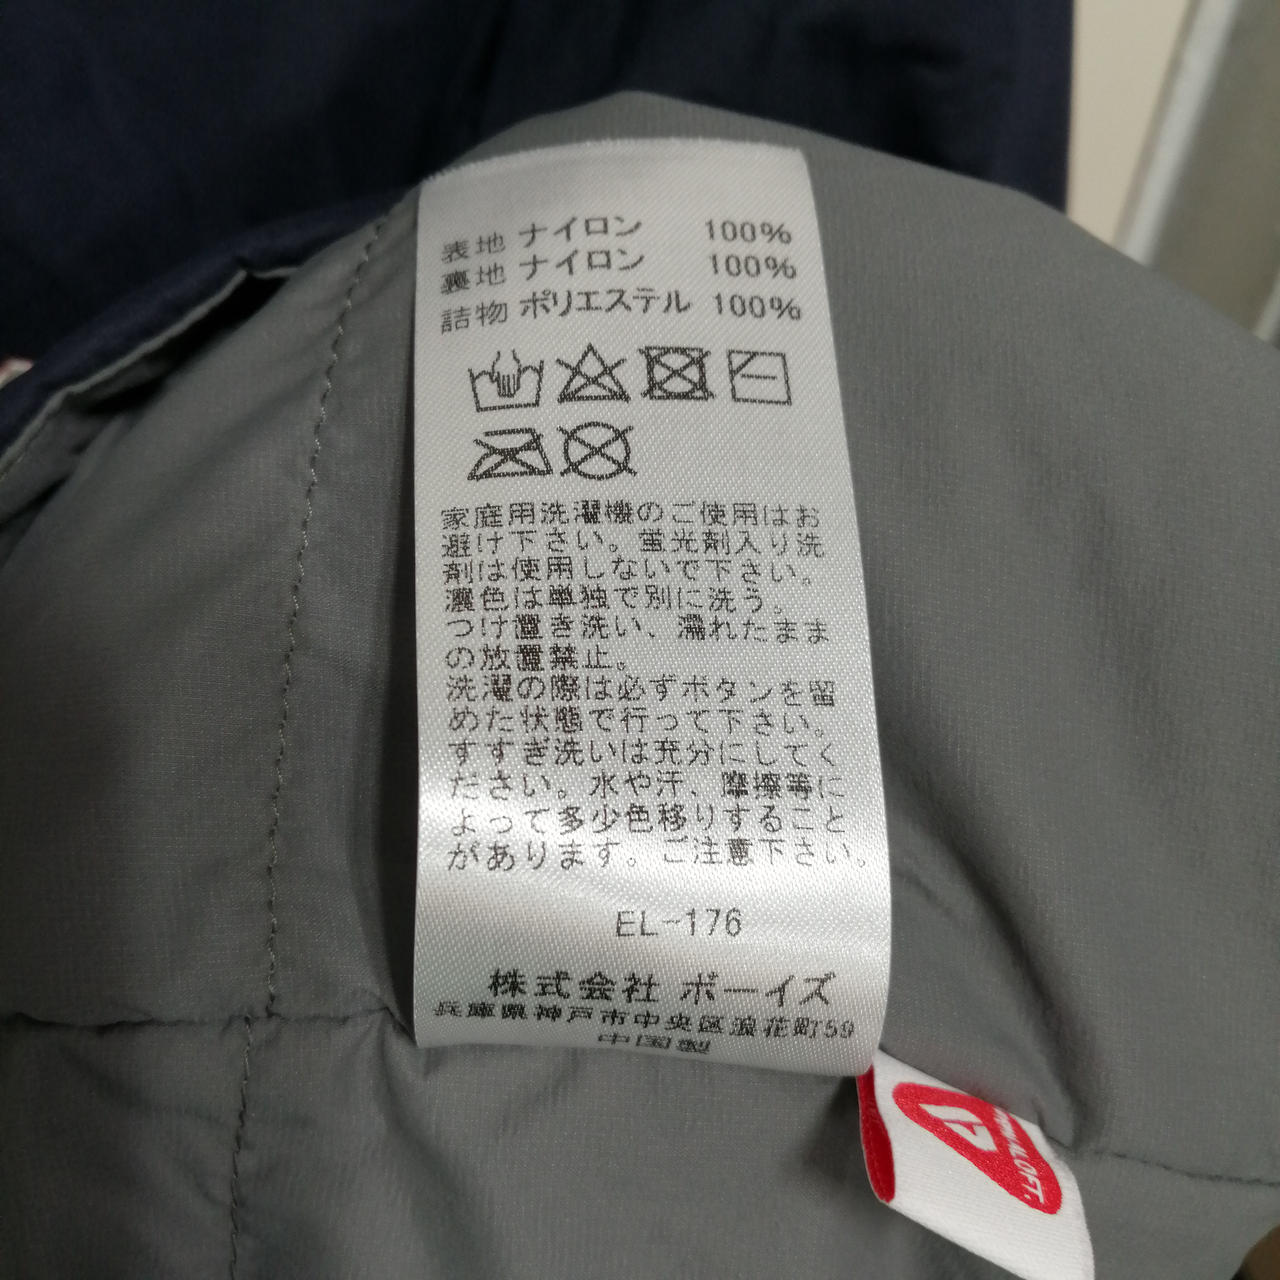 表地 ナイロン 100%
裏地 ナイロン 100%
詰物 ポリエステル 100%
家庭用洗濯機のご使用はお
避け下さい。蛍光剤入り洗
剤は使用しないで下さい。
濃色は単独で別に洗う。
つけ置き洗い、濡れたまま
の放置禁止。
洗濯の際は必ずボタンを留
めた状態で行って下さい。
すすぎ洗いは充分にしてく
ださい。水や汗、摩擦等に
よって多少色移りすること
があります。ご注意下さい。
EL-176
株式会社 ボーイズ
兵庫県神戸市中央区浪花町59
中国製